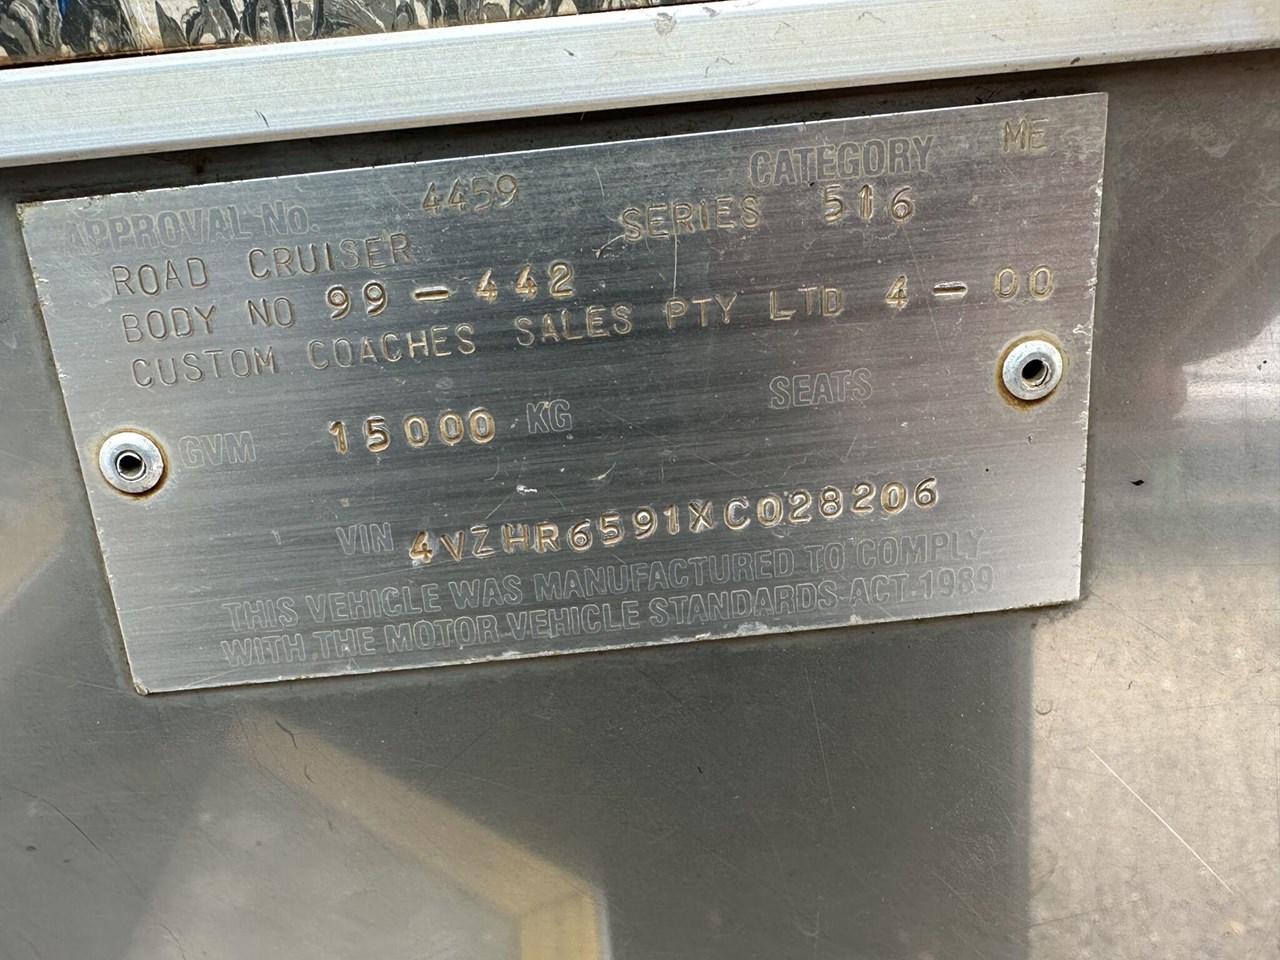 APPROVAL No. 4459 CATEGORY ME
ROAD CRUISER SERIES 516
BODY NO 99-442
CUSTOM COACHES SALES PTY LTD 4-00
GVM 15000 KG SEATS
VIN 4VZHR6591XC028206
THIS VEHICLE WAS MANUFACTURED TO COMPLY
WITH THE MOTOR VEHICLE STANDARDS ACT 1989